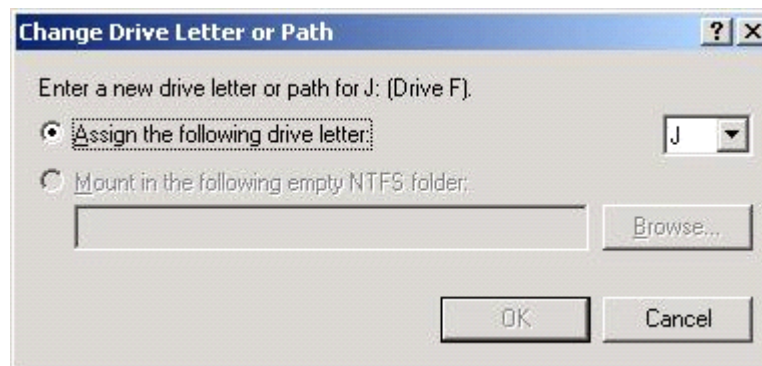 Change Drive Letter or Path
Enter a new drive letter or path for J: (Drive F).
Assign the following drive letter:
J
Mount in the following empty NTFS folder:
Browse...
OK
Cancel